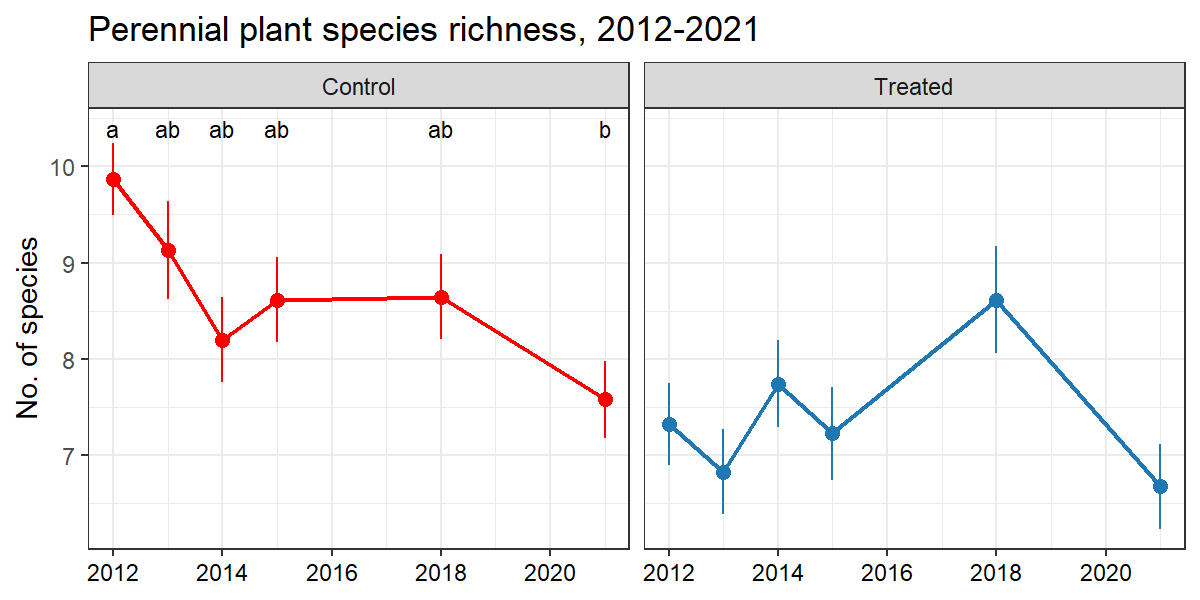 Perennial plant species richness, 2012-2021
Control
Treated
a ab ab ab ab b
10
9
8
7
No. of species
2012 2014 2016 2018 2020
2012 2014 2016 2018 2020